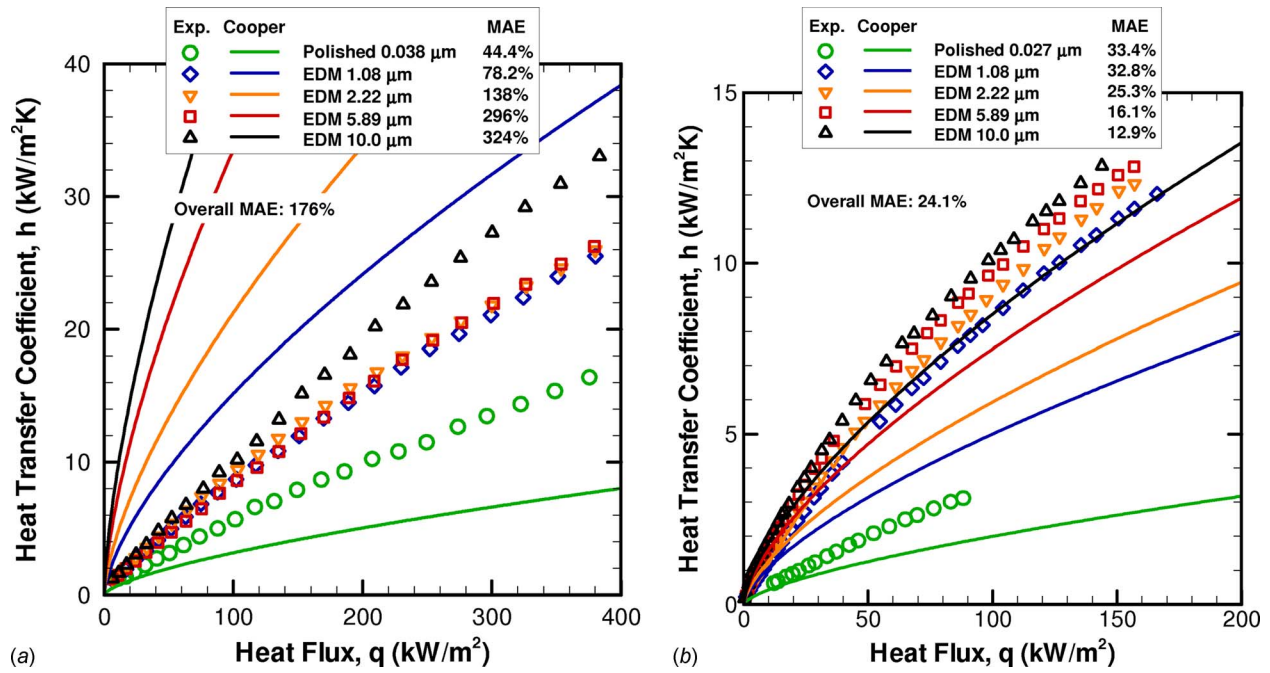 Exp. Cooper MAE
Polished 0.038 μm 44.4%
EDM 1.08 μm 78.2%
EDM 2.22 μm 138%
EDM 5.89 μm 296%
EDM 10.0 μm 324%
Overall MAE: 176%
Heat Transfer Coefficient, h (kW/m²K)
40
30
20
10
0
0 100 200 300 400
Heat Flux, q (kW/m²)
(a)
Exp. Cooper MAE
Polished 0.027 μm 33.4%
EDM 1.08 μm 32.8%
EDM 2.22 μm 25.3%
EDM 5.89 μm 16.1%
EDM 10.0 μm 12.9%
Overall MAE: 24.1%
Heat Transfer Coefficient, h (kW/m²K)
15
10
5
0
0 50 100 150 200
Heat Flux, q (kW/m²)
(b)